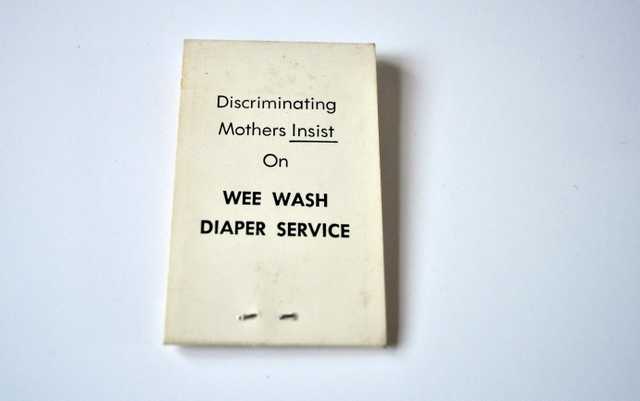 Discriminating
Mothers Insist
On
WEE WASH
DIAPER SERVICE